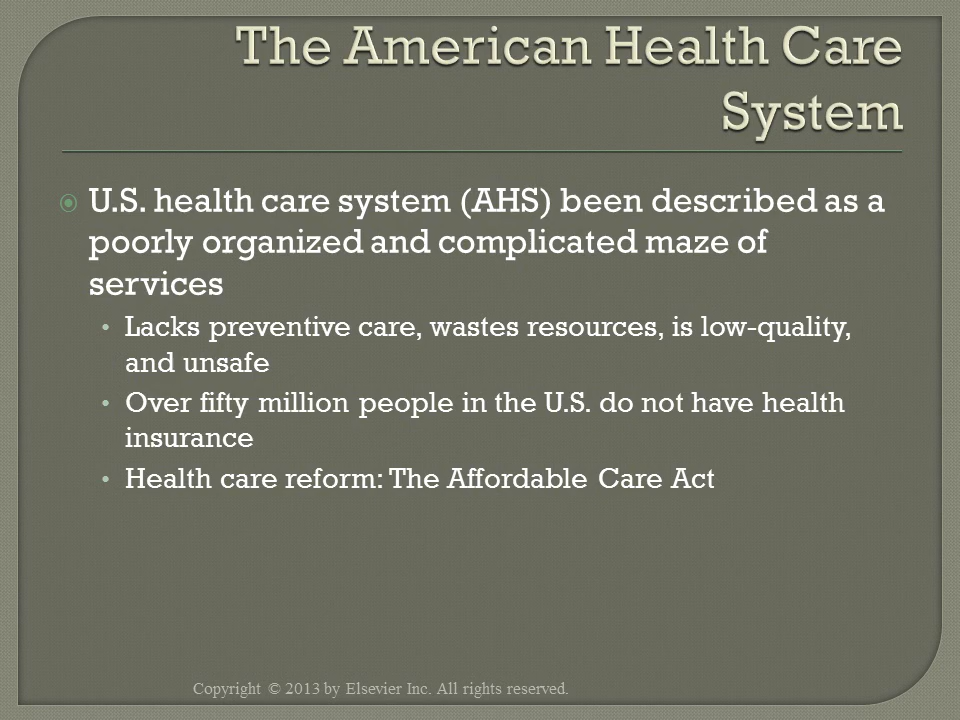 The American Health Care
System
U.S. health care system (AHS) been described as a
poorly organized and complicated maze of
services
• Lacks preventive care, wastes resources, is low-quality,
and unsafe
• Over fifty million people in the U.S. do not have health
insurance
• Health care reform: The Affordable Care Act
Copyright © 2013 by Elsevier Inc. All rights reserved.